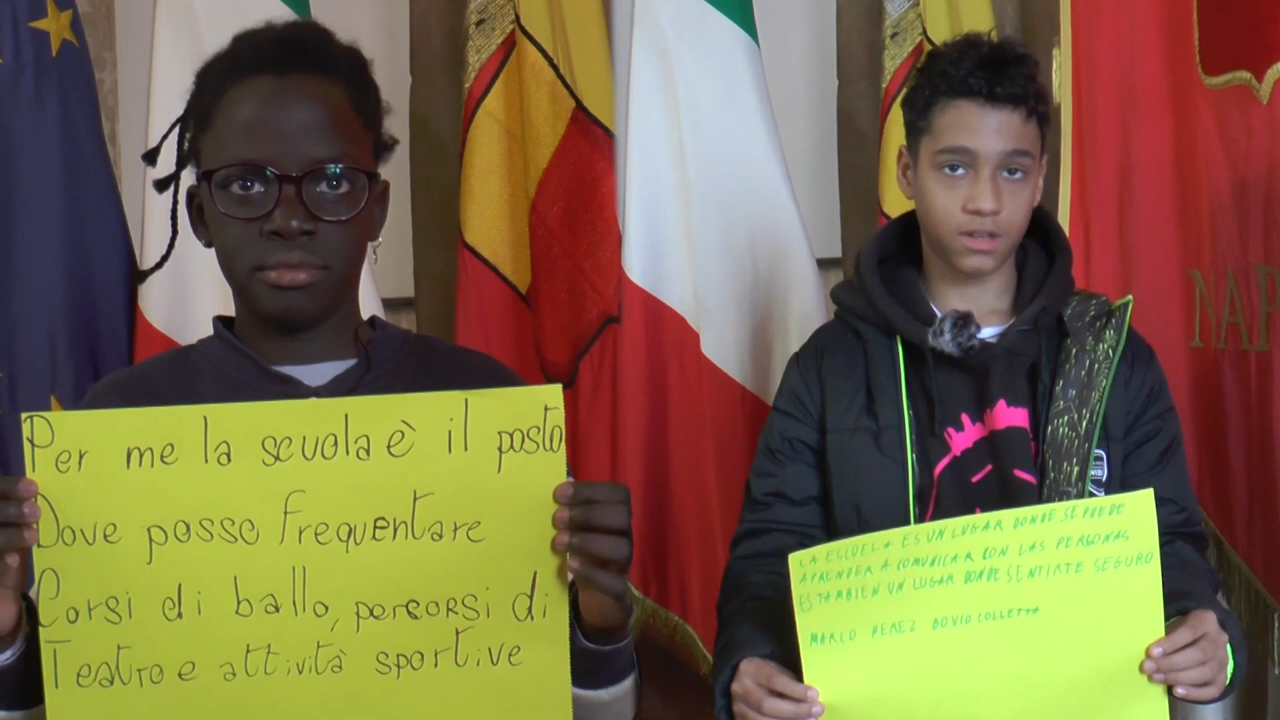 Per me la scuola è il posto
Dove posso frequentare
Corsi di ballo, percorsi di
Teatro e attività sportive
LA ESCUELA ES UN LUGAR DONDE SE PUEDE
APRENDER A COMUNICAR CON LAS PERSONAS
ES TAMBIEN UN LUGAR DONDE SENTIRTE SEGURO
MARCO PEREZ BOVIO COLLETTA
NAP